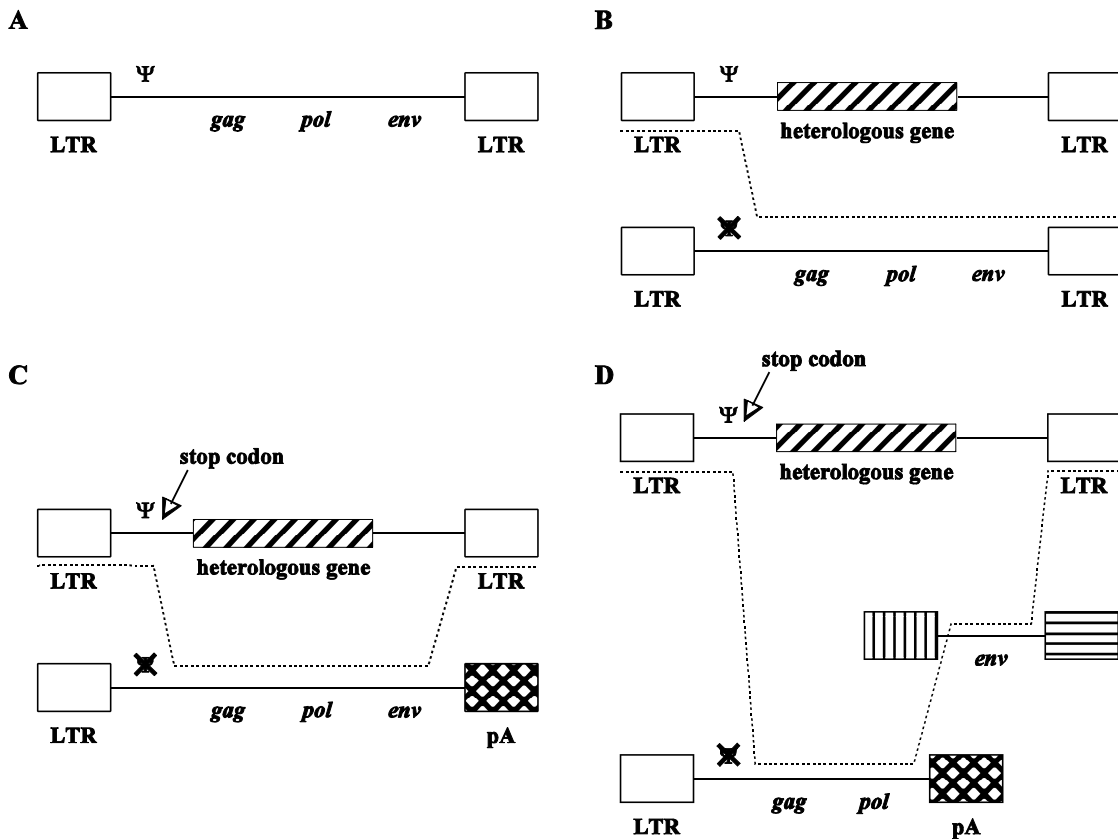 A
Ψ
gag pol env
LTR LTR
B
Ψ
heterologous gene
LTR LTR
Ψ
gag pol env
LTR LTR
C
stop codon
Ψ
heterologous gene
LTR LTR
Ψ
gag pol env
LTR pA
D
stop codon
Ψ
heterologous gene
LTR LTR
env
Ψ
gag pol
LTR pA